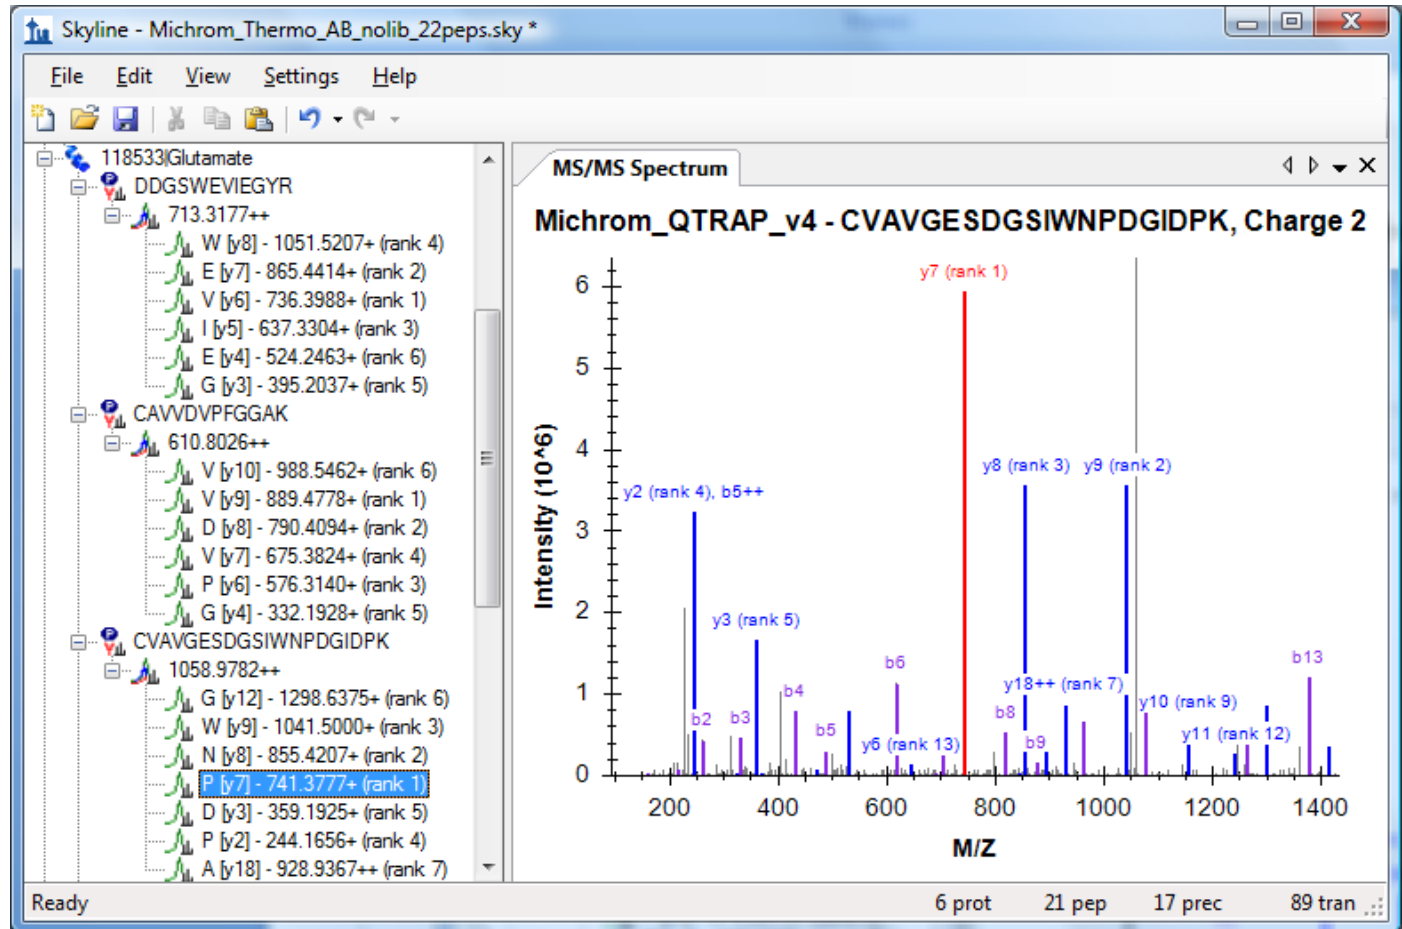 Skyline - Michrom_Thermo_AB_nolib_22peps.sky *
File Edit View Settings Help
118533|Glutamate
DDGSWEVIEGYR
713.3177++
W [y8] - 1051.5207+ (rank 4)
E [y7] - 865.4414+ (rank 2)
V [y6] - 736.3988+ (rank 1)
I [y5] - 637.3304+ (rank 3)
E [y4] - 524.2463+ (rank 6)
G [y3] - 395.2037+ (rank 5)
CAVVDVPFGGAK
610.8026++
V [y10] - 988.5462+ (rank 6)
V [y9] - 889.4778+ (rank 1)
D [y8] - 790.4094+ (rank 2)
V [y7] - 675.3824+ (rank 4)
P [y6] - 576.3140+ (rank 3)
G [y4] - 332.1928+ (rank 5)
CVAVGESDGSIWNPDGIDPK
1058.9782++
G [y12] - 1298.6375+ (rank 6)
W [y9] - 1041.5000+ (rank 3)
N [y8] - 855.4207+ (rank 2)
P [y7] - 741.3777+ (rank 1)
D [y3] - 359.1925+ (rank 5)
P [y2] - 244.1656+ (rank 4)
A [y18] - 928.9367++ (rank 7)
MS/MS Spectrum
Michrom_QTRAP_v4 - CVAVGESDGSIWNPDGIDPK, Charge 2
y7 (rank 1)
y8 (rank 3) y9 (rank 2)
y2 (rank 4), b5++
y3 (rank 5)
b6
b13
y18++ (rank 7)
b4
y10 (rank 9)
b2 b3
b8
b5
y11 (rank 12)
y6 (rank 13)
b9
6
5
4
3
2
1
0
Intensity (10^6)
200 400 600 800 1000 1200 1400
M/Z
Ready 6 prot 21 pep 17 prec 89 tran